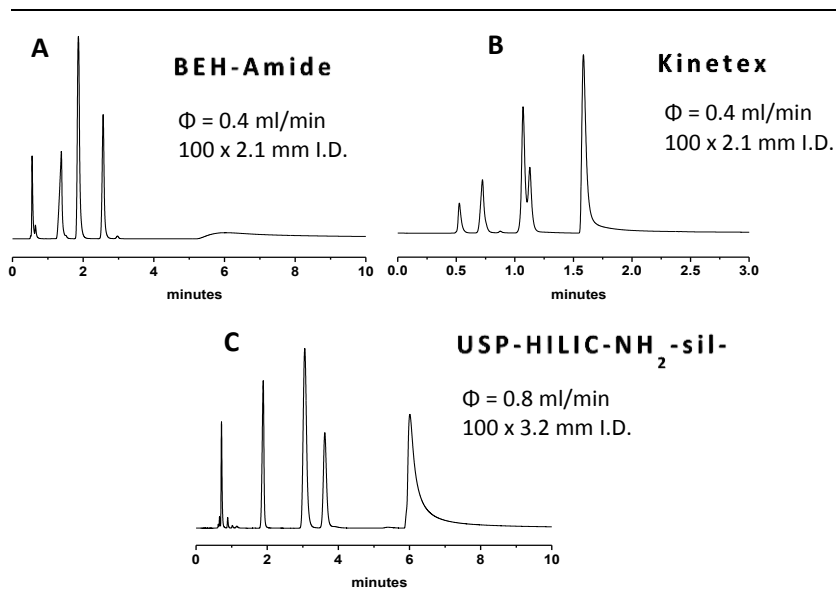 A
BEH-Amide
Φ = 0.4 ml/min
100 x 2.1 mm I.D.
0 2 4 6 8 10
minutes
B
Kinetex
Φ = 0.4 ml/min
100 x 2.1 mm I.D.
0.0 0.5 1.0 1.5 2.0 2.5 3.0
minutes
C
USP-HILIC-NH₂-sil-
Φ = 0.8 ml/min
100 x 3.2 mm I.D.
0 2 4 6 8 10
minutes